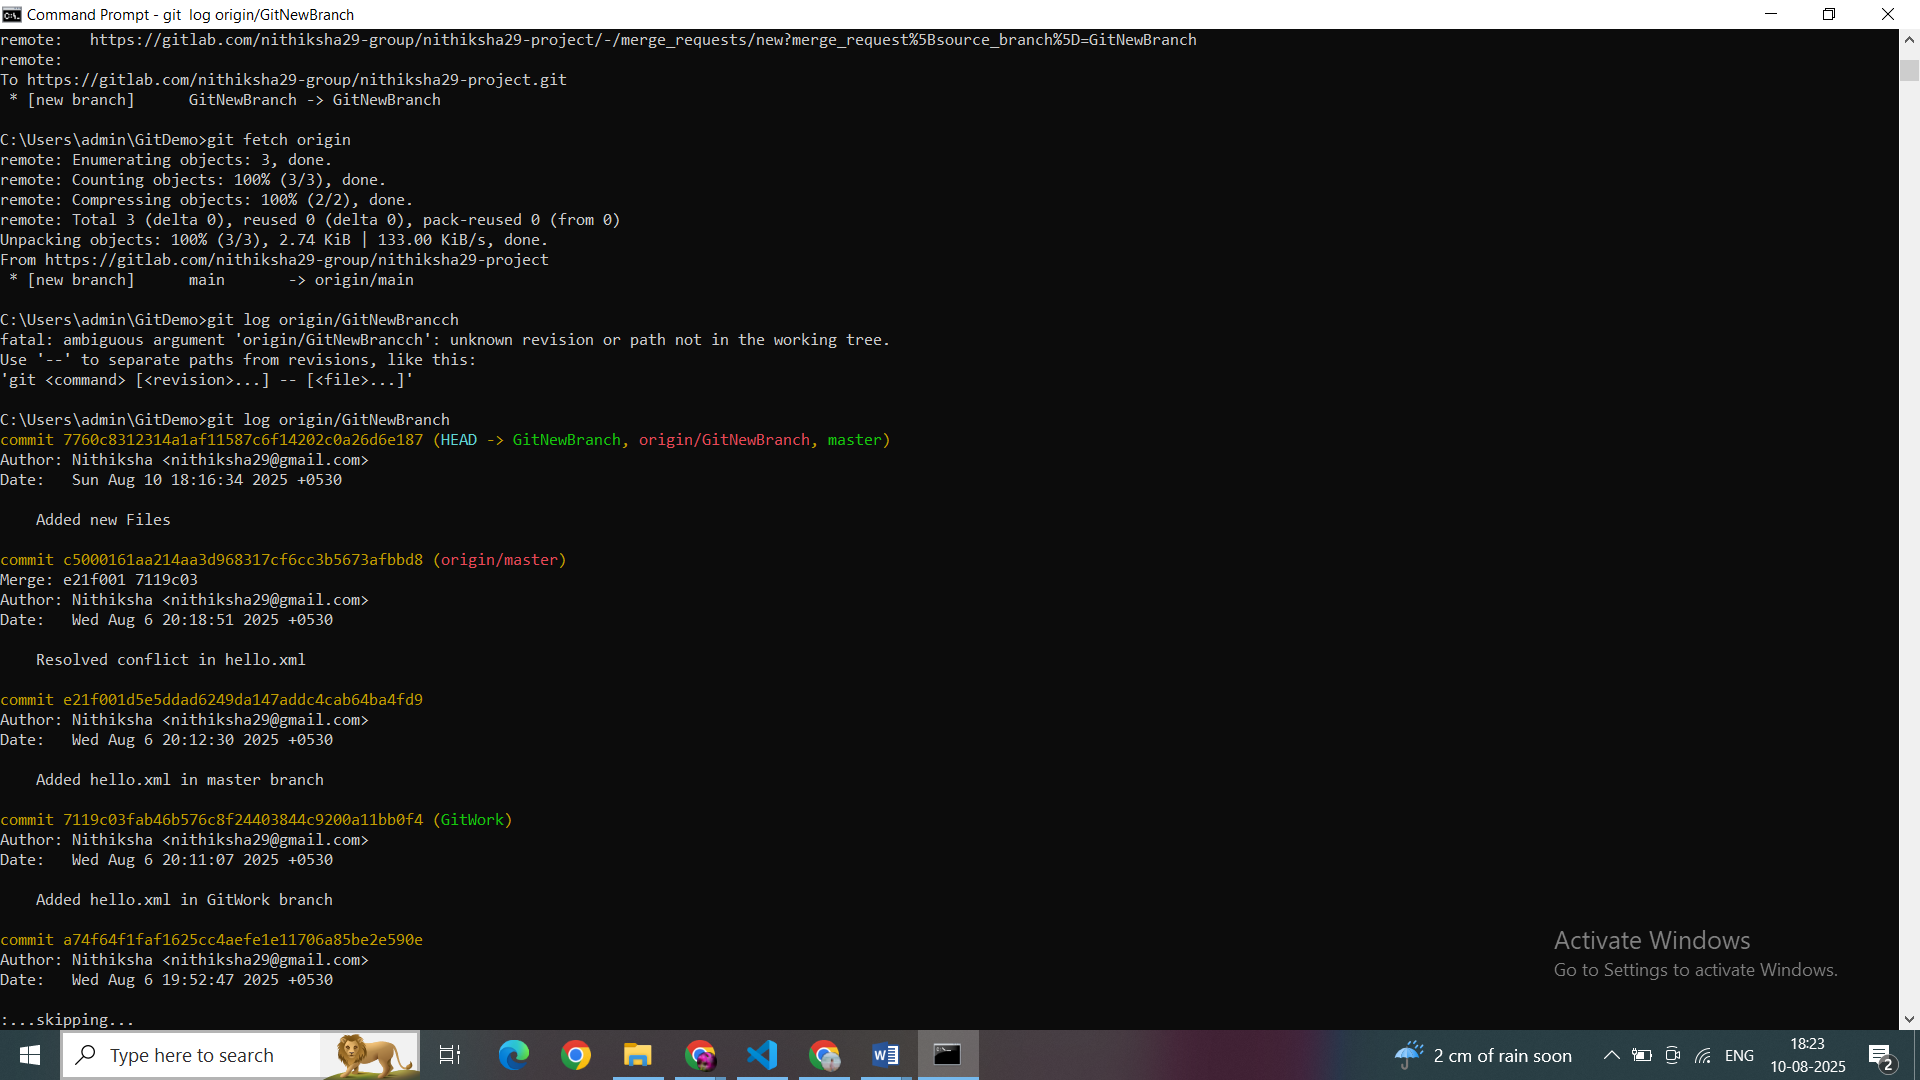 Command Prompt - git  log origin/GitNewBranch
remote:   https://gitlab.com/nithiksha29-group/nithiksha29-project/-/merge_requests/new?merge_request%5Bsource_branch%5D=GitNewBranch
remote:
To https://gitlab.com/nithiksha29-group/nithiksha29-project.git
 * [new branch]      GitNewBranch -> GitNewBranch
C:\Users\admin\GitDemo>git fetch origin
remote: Enumerating objects: 3, done.
remote: Counting objects: 100% (3/3), done.
remote: Compressing objects: 100% (2/2), done.
remote: Total 3 (delta 0), reused 0 (delta 0), pack-reused 0 (from 0)
Unpacking objects: 100% (3/3), 2.74 KiB | 133.00 KiB/s, done.
From https://gitlab.com/nithiksha29-group/nithiksha29-project
 * [new branch]      main       -> origin/main
C:\Users\admin\GitDemo>git log origin/GitNewBrancch
fatal: ambiguous argument 'origin/GitNewBrancch': unknown revision or path not in the working tree.
Use '--' to separate paths from revisions, like this:
'git <command> [<revision>...] -- [<file>...]'
C:\Users\admin\GitDemo>git log origin/GitNewBranch
commit 7760c8312314a1af11587c6f14202c0a26d6e187 (HEAD -> GitNewBranch, origin/GitNewBranch, master)
Author: Nithiksha <nithiksha29@gmail.com>
Date:   Sun Aug 10 18:16:34 2025 +0530
    Added new Files
commit c5000161aa214aa3d968317cf6cc3b5673afbbd8 (origin/master)
Merge: e21f001 7119c03
Author: Nithiksha <nithiksha29@gmail.com>
Date:   Wed Aug 6 20:18:51 2025 +0530
    Resolved conflict in hello.xml
commit e21f001d5e5ddad6249da147addc4cab64ba4fd9
Author: Nithiksha <nithiksha29@gmail.com>
Date:   Wed Aug 6 20:12:30 2025 +0530
    Added hello.xml in master branch
commit 7119c03fab46b576c8f24403844c9200a11bb0f4 (GitWork)
Author: Nithiksha <nithiksha29@gmail.com>
Date:   Wed Aug 6 20:11:07 2025 +0530
    Added hello.xml in GitWork branch
commit a74f64f1faf1625cc4aefe1e11706a85be2e590e
Author: Nithiksha <nithiksha29@gmail.com>
Date:   Wed Aug 6 19:52:47 2025 +0530
:...skipping...
Activate Windows
Go to Settings to activate Windows.
Type here to search
2 cm of rain soon
ENG
18:23
10-08-2025
2